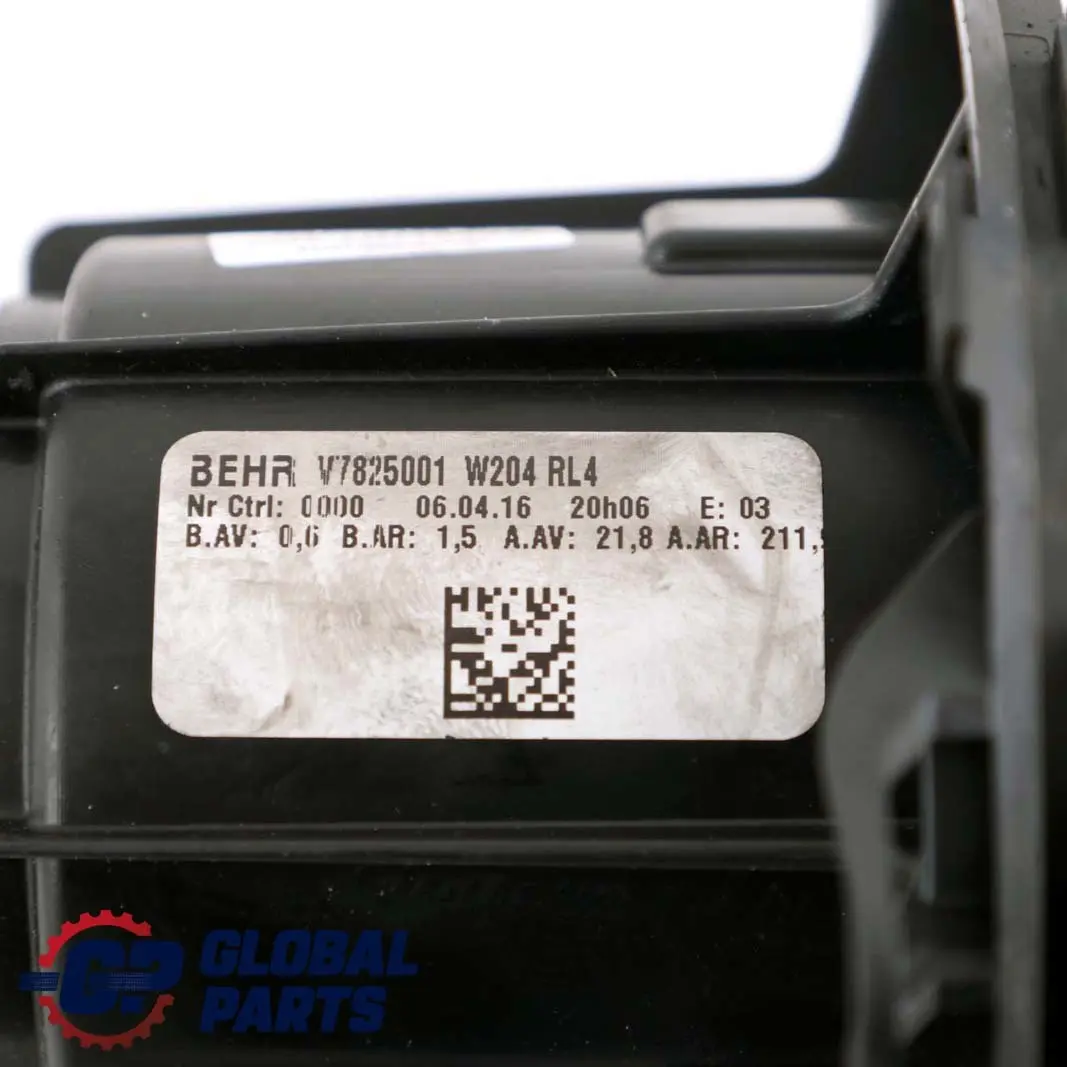 BEHR V7825001 W204 RL4
Nr Ctrl: 0000 06.04.16 20h06 E: 03
B.AV: 0,6 B.AR: 1,5 A.AV: 21,8 A.AR: 211,
GP GLOBAL
PARTS